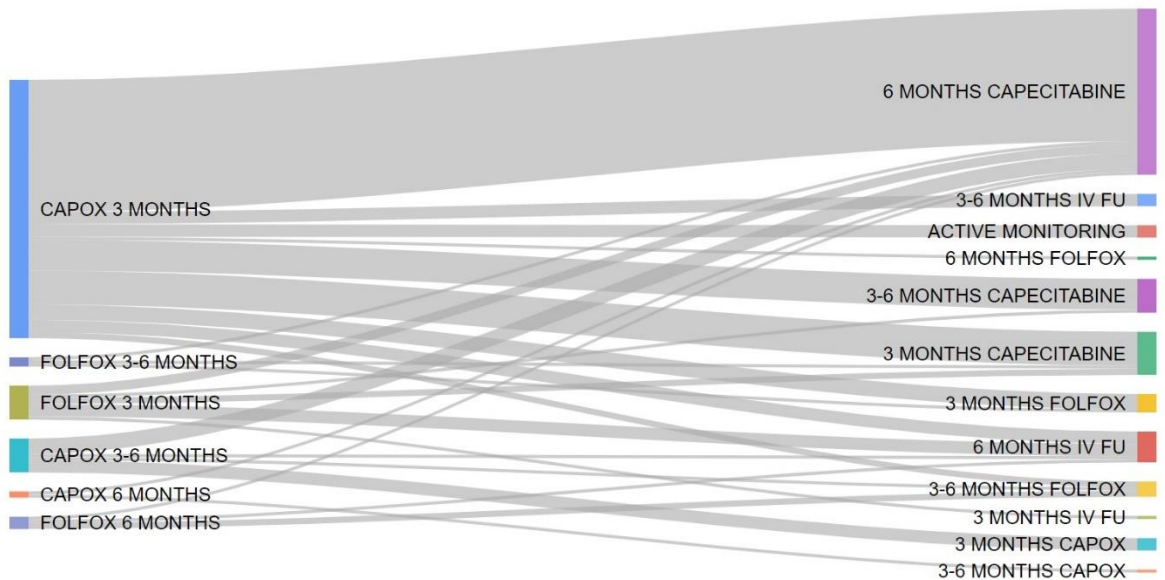 CAPOX 3 MONTHS
FOLFOX 3-6 MONTHS
FOLFOX 3 MONTHS
CAPOX 3-6 MONTHS
CAPOX 6 MONTHS
FOLFOX 6 MONTHS
6 MONTHS CAPECITABINE
3-6 MONTHS IV FU
ACTIVE MONITORING
6 MONTHS FOLFOX
3-6 MONTHS CAPECITABINE
3 MONTHS CAPECITABINE
3 MONTHS FOLFOX
6 MONTHS IV FU
3-6 MONTHS FOLFOX
3 MONTHS IV FU
3 MONTHS CAPOX
3-6 MONTHS CAPOX